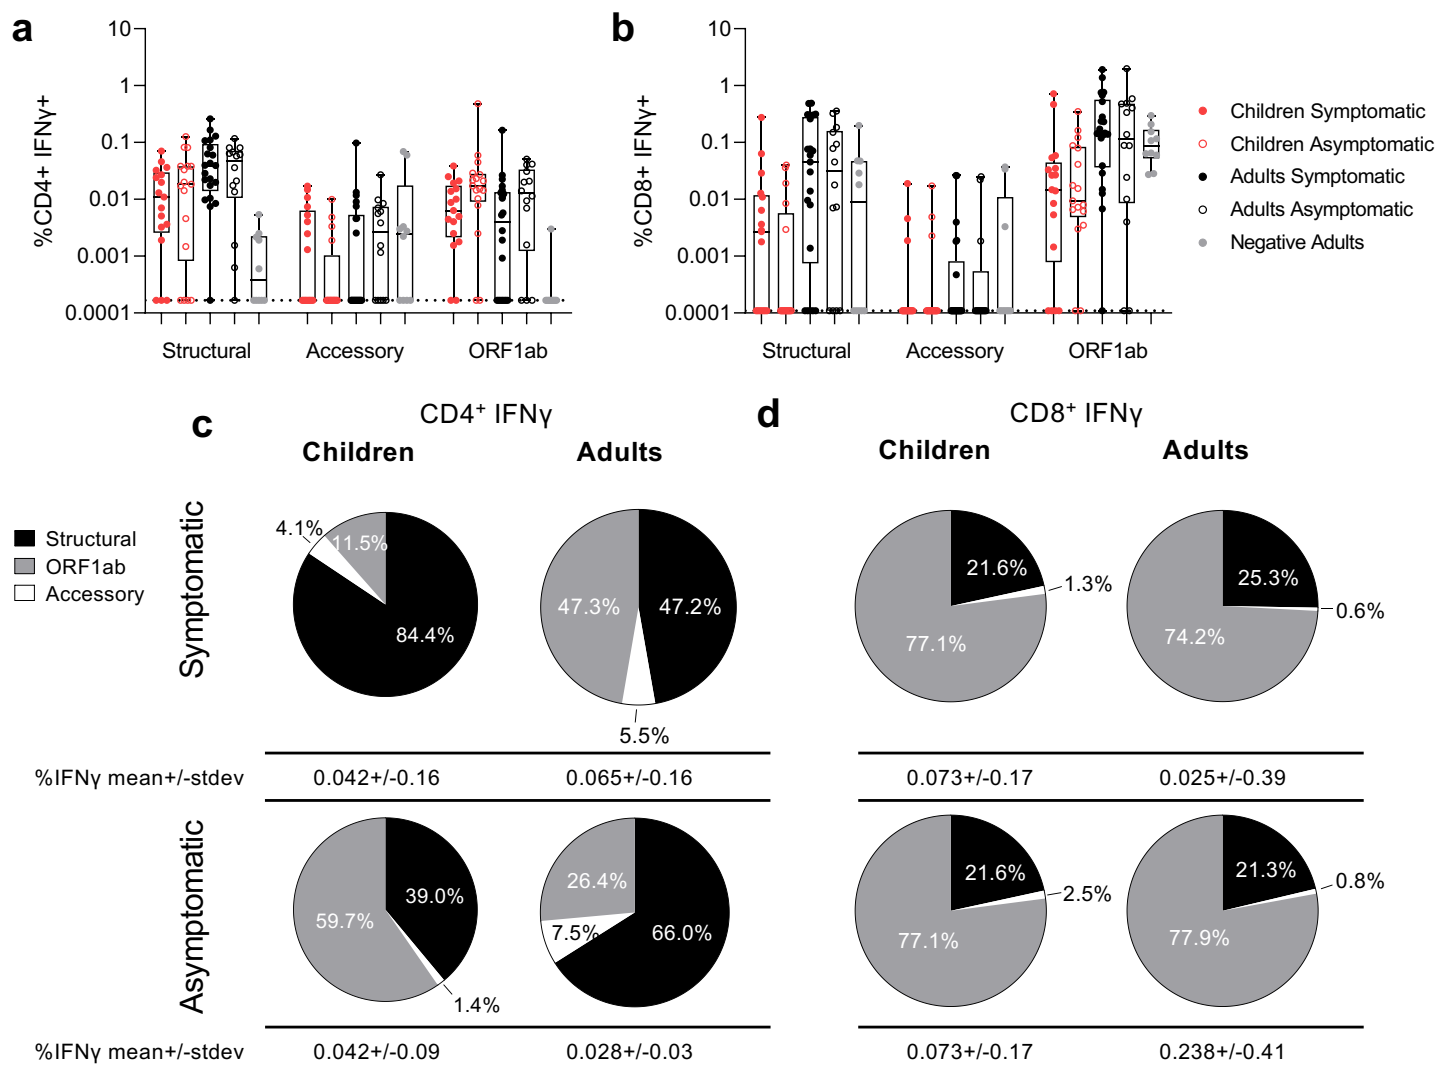 a
b
%CD4+ IFNγ+
10
1
0.1
0.01
0.001
0.0001
Structural
Accessory
ORF1ab
%CD8+ IFNγ+
10
1
0.1
0.01
0.001
0.0001
Structural
Accessory
ORF1ab
Children Symptomatic
Children Asymptomatic
Adults Symptomatic
Adults Asymptomatic
Negative Adults
c
CD4+ IFNγ
d
CD8+ IFNγ
Children
Adults
Children
Adults
Structural
ORF1ab
Accessory
Symptomatic
4.1%
11.5%
84.4%
47.3%
47.2%
5.5%
21.6%
1.3%
77.1%
25.3%
0.6%
74.2%
%IFNγ mean+/-stdev
0.042+/-0.16
0.065+/-0.16
0.073+/-0.17
0.025+/-0.39
Asymptomatic
39.0%
59.7%
1.4%
26.4%
7.5%
66.0%
21.6%
2.5%
77.1%
21.3%
0.8%
77.9%
%IFNγ mean+/-stdev
0.042+/-0.09
0.028+/-0.03
0.073+/-0.17
0.238+/-0.41